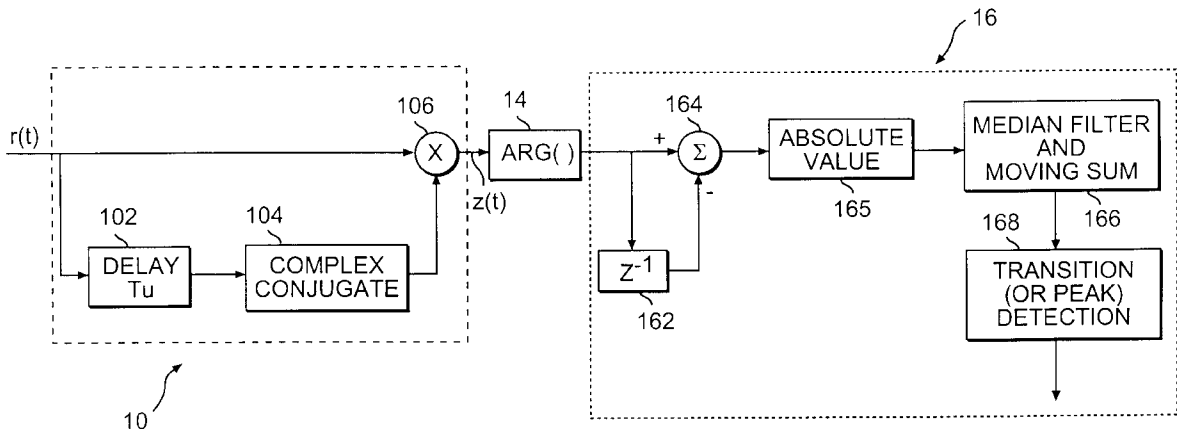 16
106
14
164
r(t)
X
ARG( )
+
Σ
-
ABSOLUTE
VALUE
165
MEDIAN FILTER
AND
MOVING SUM
166
z(t)
102
DELAY
Tu
104
COMPLEX
CONJUGATE
Z-1
162
168
TRANSITION
(OR PEAK)
DETECTION
10